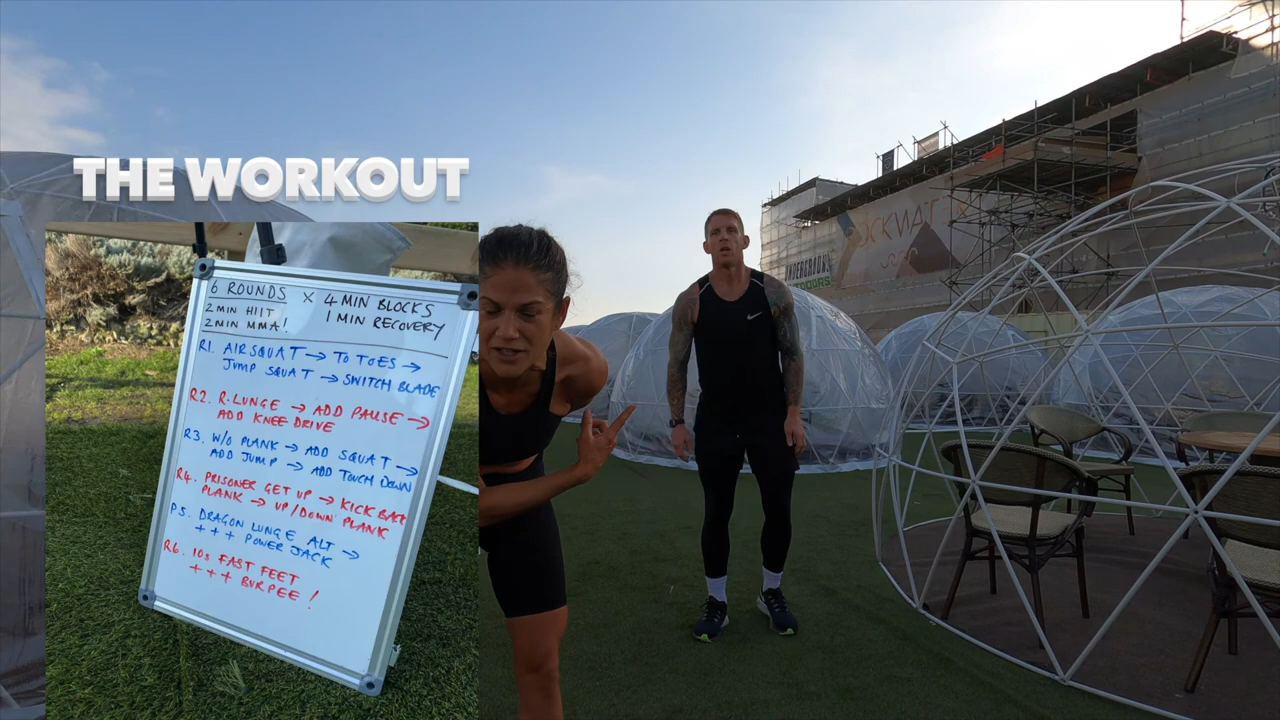 THE WORKOUT
6 ROUNDS X 4 MIN BLOCKS
2 MIN HIIT 1 MIN RECOVERY
2 MIN MMA!
R1. AIR SQUAT → TO TOES →
JUMP SQUAT → SWITCH BLADE
R2. R-LUNGE → ADD PAUSE →
ADD KNEE DRIVE
R3. W/O PLANK → ADD SQUAT →
ADD JUMP → ADD TOUCH DOWN
R4. PRISONER GET UP → KICK BACK
PLANK → UP/DOWN PLANK
R5. DRAGON LUNGE ALT →
+ + + POWER JACK
R6. 10s FAST FEET
+ + + BURPEE!
UNDERGROUND